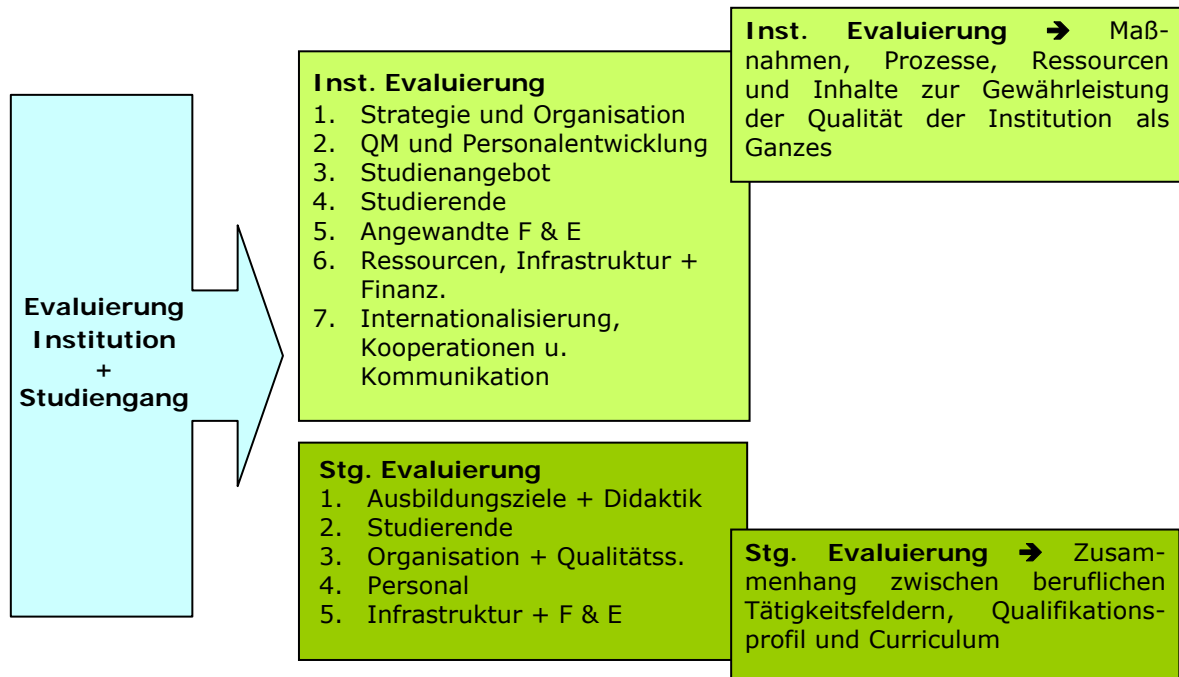 Evaluierung
Institution
+
Studiengang
Inst. Evaluierung
1. Strategie und Organisation
2. QM und Personalentwicklung
3. Studienangebot
4. Studierende
5. Angewandte F & E
6. Ressourcen, Infrastruktur +
Finanz.
7. Internationalisierung,
Kooperationen u.
Kommunikation
Inst. Evaluierung ➔ Maß-
nahmen, Prozesse, Ressourcen
und Inhalte zur Gewährleistung
der Qualität der Institution als
Ganzes
Stg. Evaluierung
1. Ausbildungsziele + Didaktik
2. Studierende
3. Organisation + Qualitätss.
4. Personal
5. Infrastruktur + F & E
Stg. Evaluierung ➔ Zusam-
menhang zwischen beruflichen
Tätigkeitsfeldern, Qualifikations-
profil und Curriculum